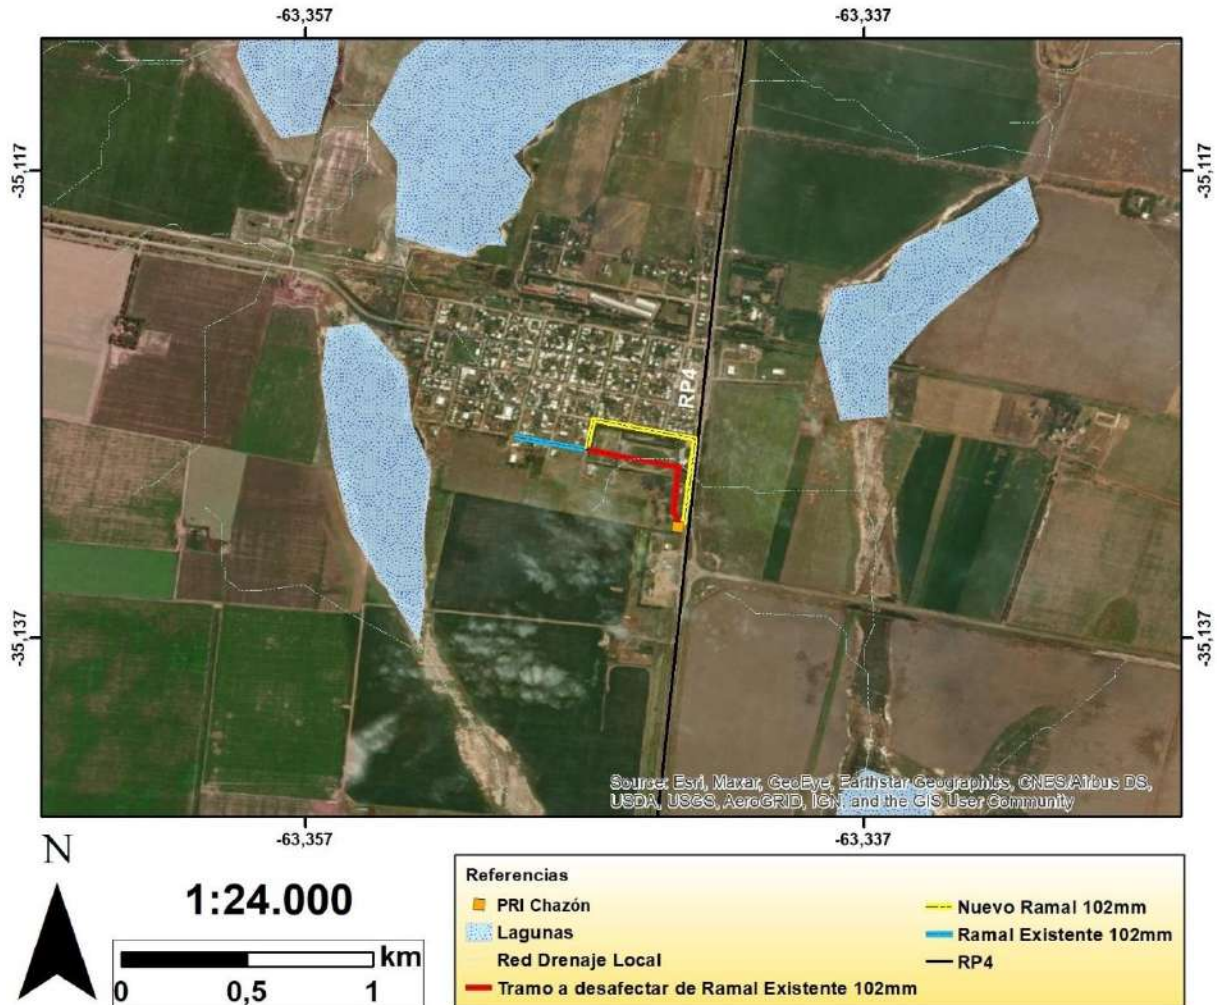 -63,357
-63,337
-35,117
-35,117
RP4
-35,137
-35,137
Source: Esri, Maxar, GeoEye, Earthstar Geographics, CNES/Airbus DS,
USDA, USGS, AeroGRID, IGN, and the GIS User Community
-63,357
-63,337
N
1:24.000
km
0
0,5
1
Referencias
PRI Chazón
Lagunas
Red Drenaje Local
Tramo a desafectar de Ramal Existente 102mm
Nuevo Ramal 102mm
Ramal Existente 102mm
RP4